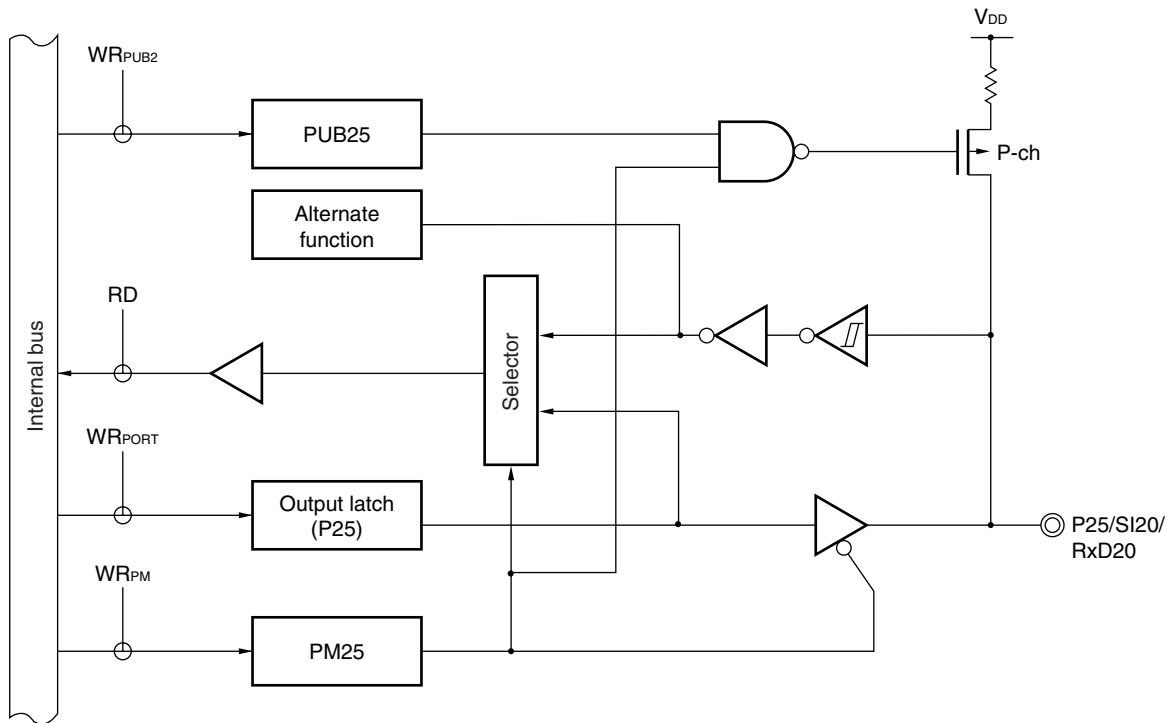 VDD
WRPUB2
PUB25
P-ch
Alternate
function
RD
Internal bus
Selector
WRPORT
Output latch
(P25)
P25/SI20/
RxD20
WRPM
PM25